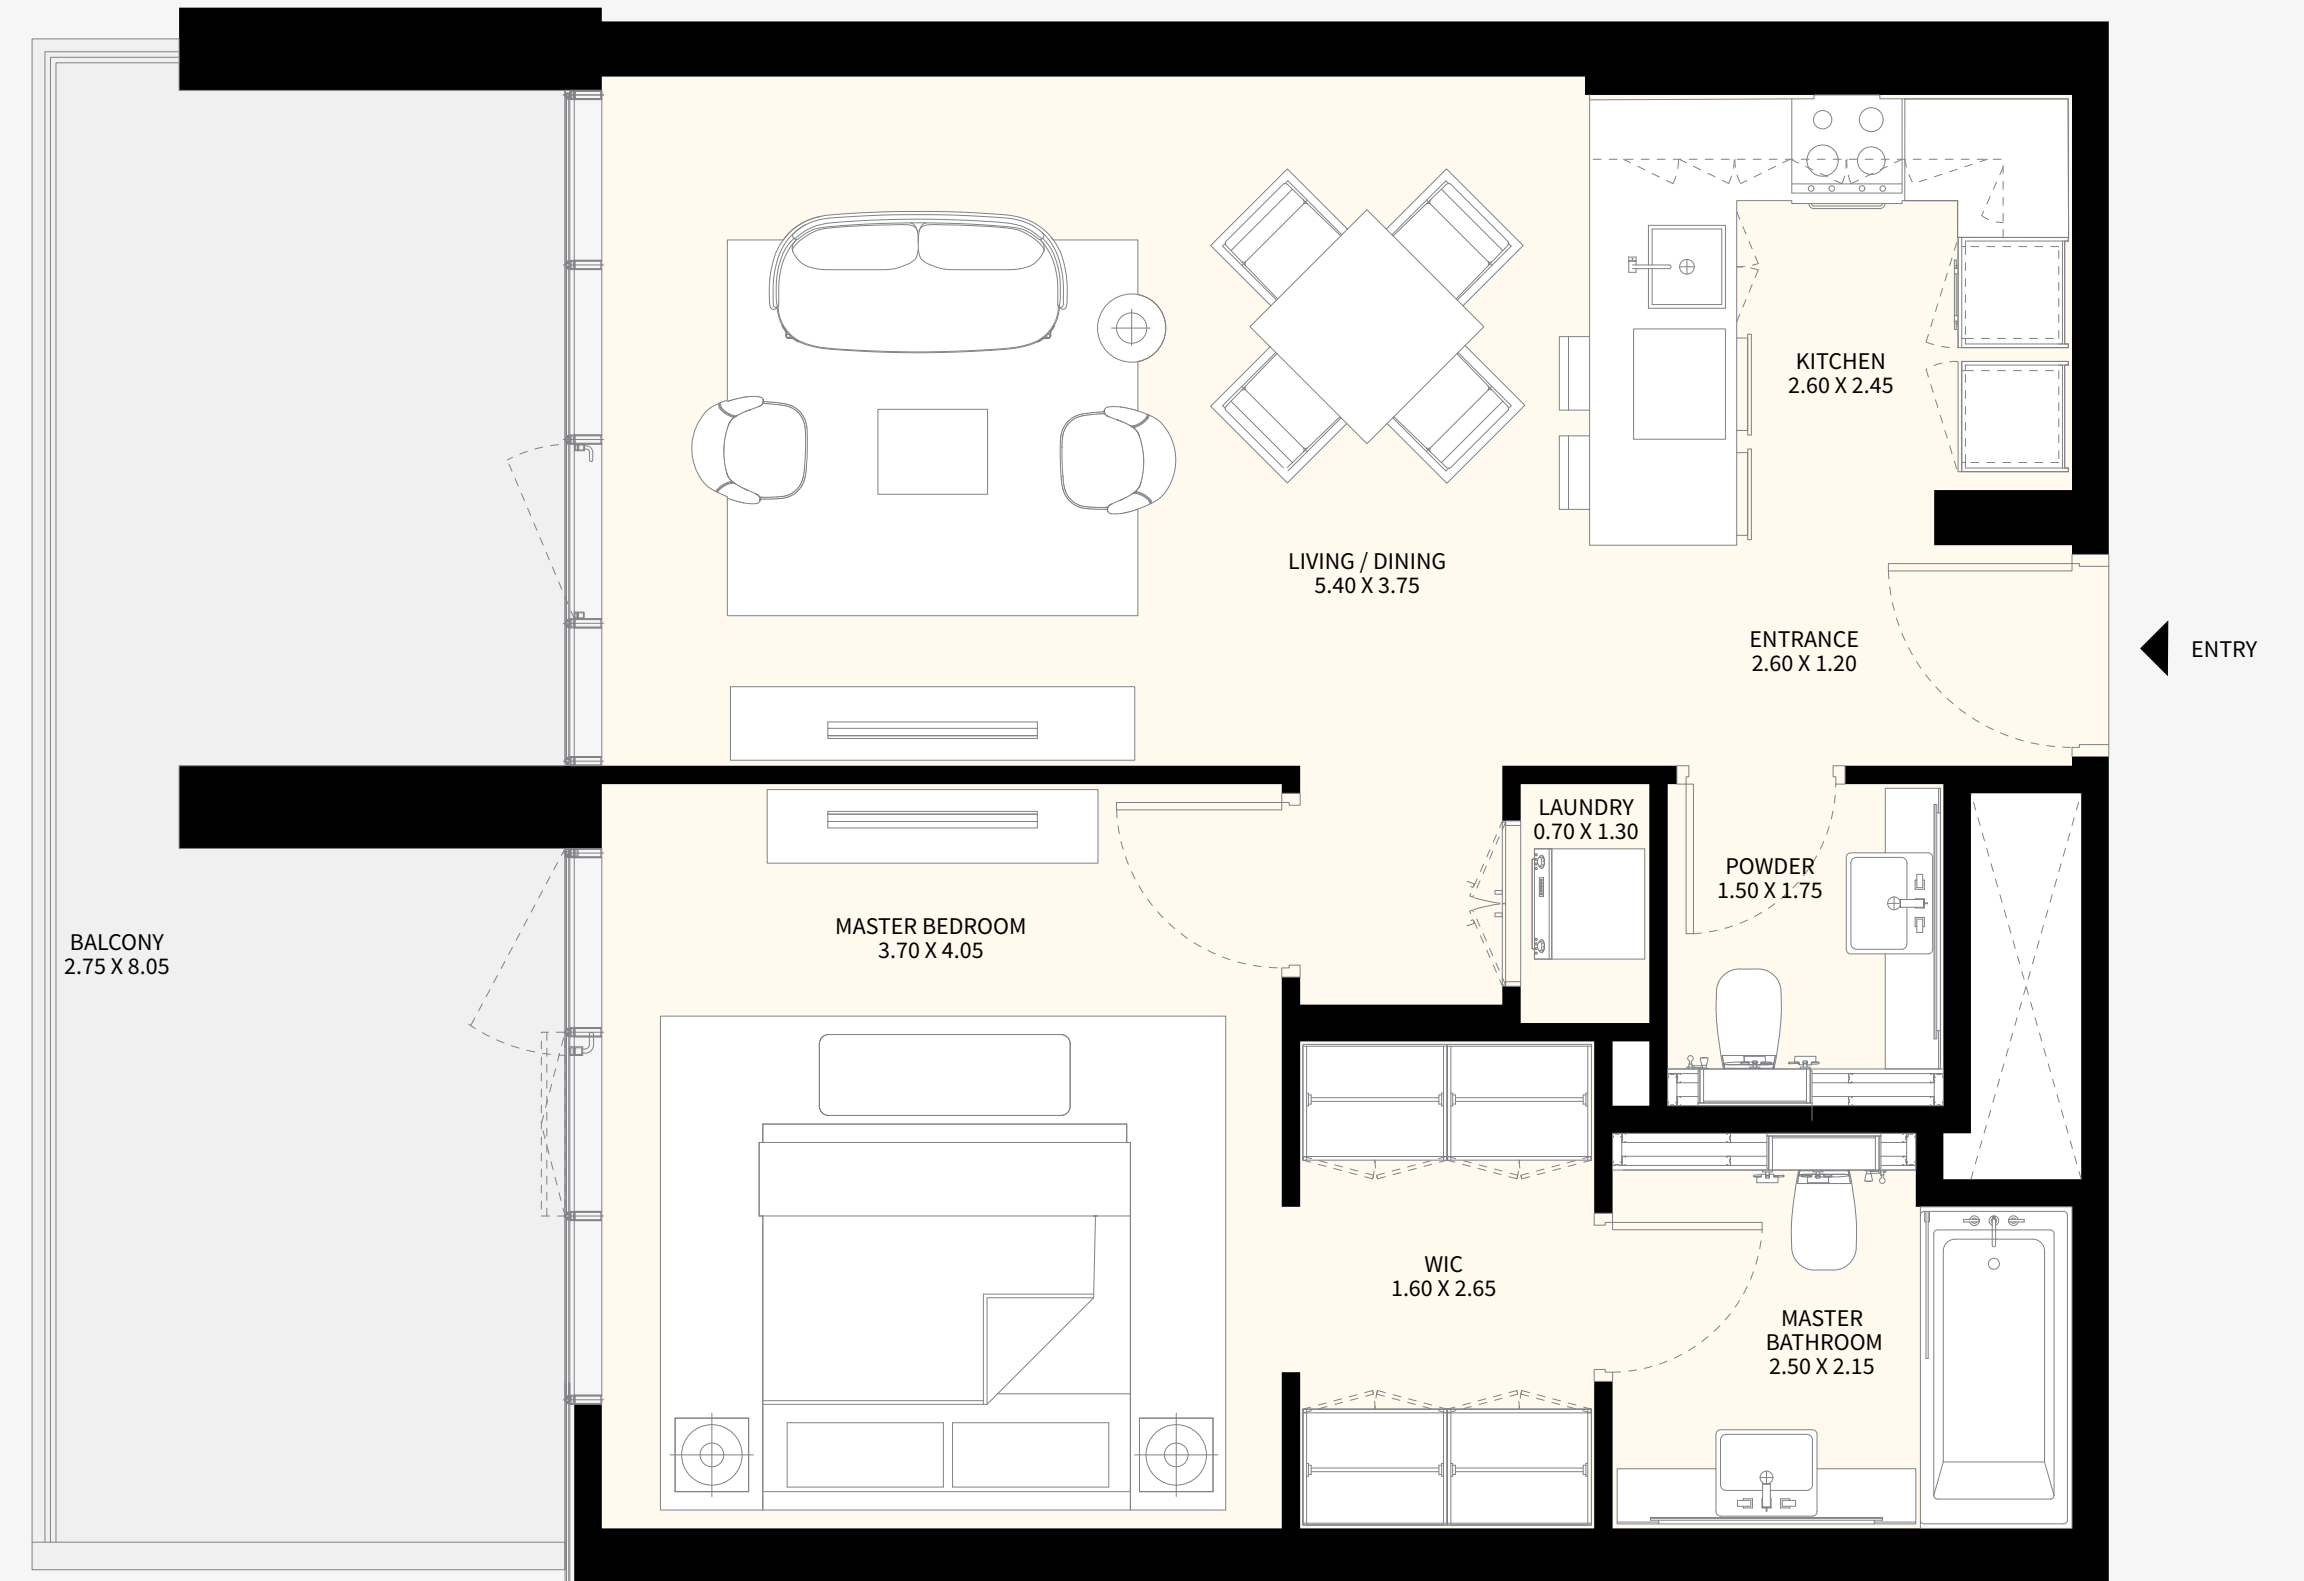 KITCHEN
2.60 X 2.45
LIVING / DINING
5.40 X 3.75
ENTRANCE
2.60 X 1.20
ENTRY
LAUNDRY
0.70 X 1.30
POWDER
1.50 X 1.75
MASTER BEDROOM
3.70 X 4.05
BALCONY
2.75 X 8.05
WIC
1.60 X 2.65
MASTER
BATHROOM
2.50 X 2.15